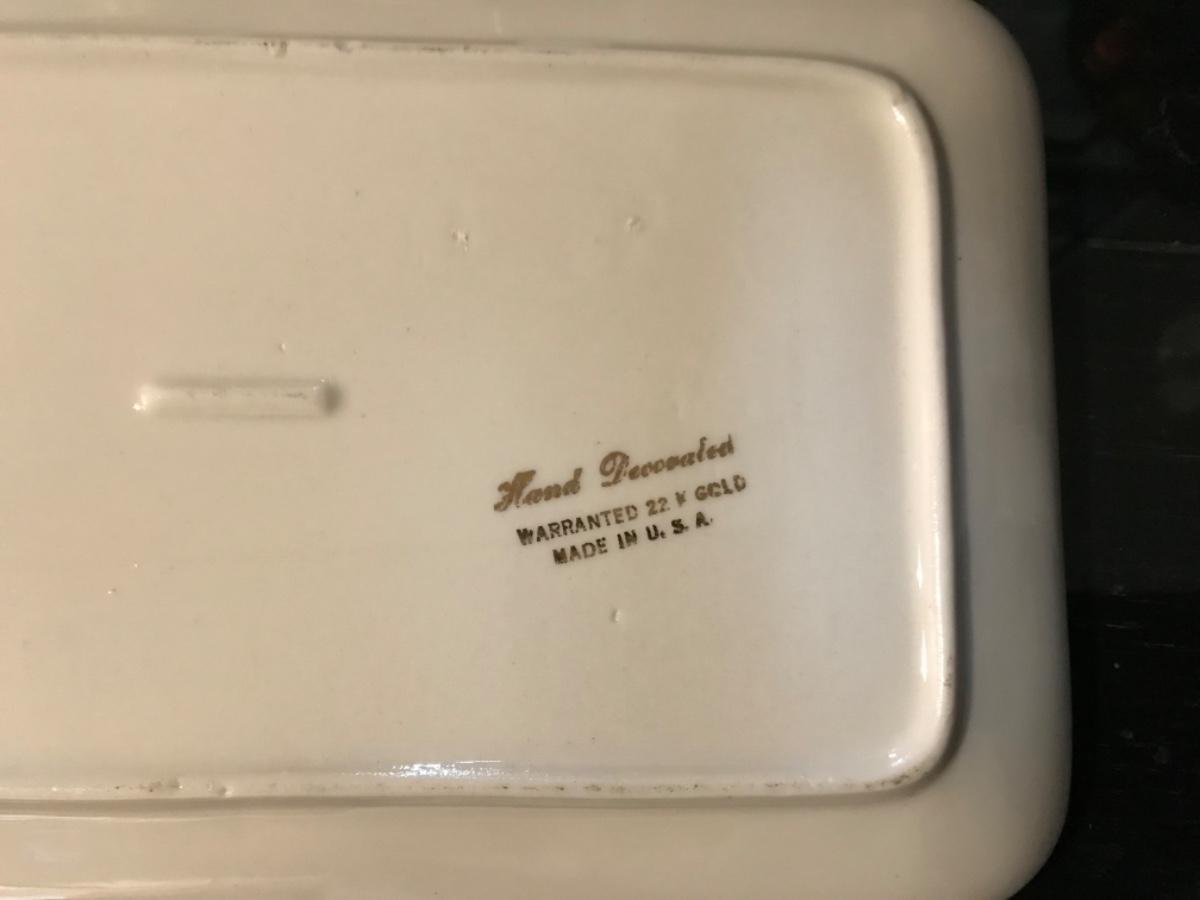 Hand Decorated
WARRANTED 22 K GOLD
MADE IN U. S. A.